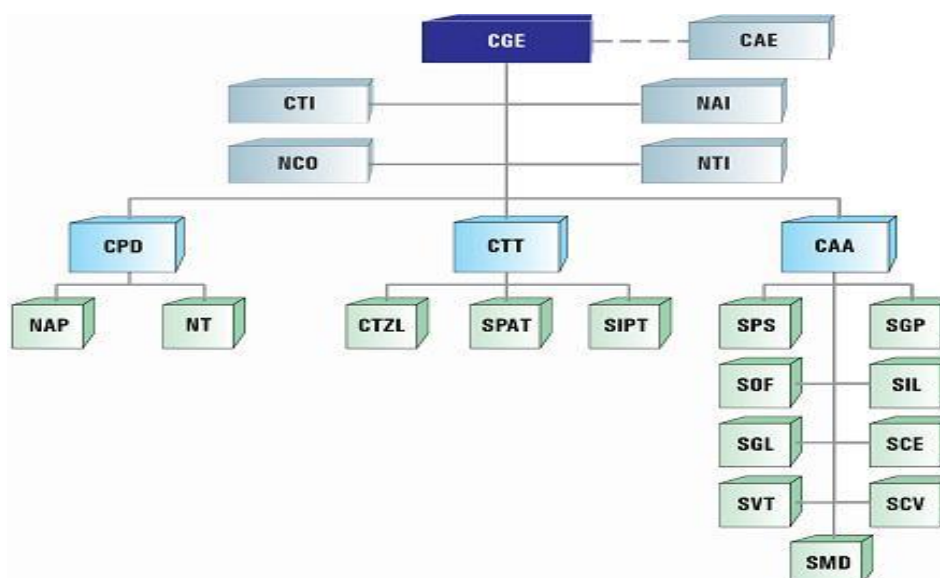 CGE
CAE
CTI
NAI
NCO
NTI
CPD
CTT
CAA
NAP
NT
CTZL
SPAT
SIPT
SPS
SGP
SOF
SIL
SGL
SCE
SVT
SCV
SMD